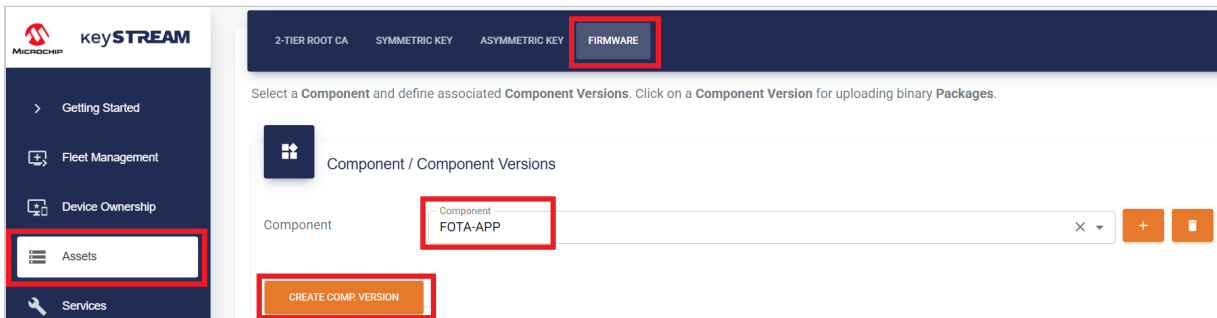 MICROCHIP
keySTREAM
Getting Started
Fleet Management
Device Ownership
Assets
Services
2-TIER ROOT CA SYMMETRIC KEY ASYMMETRIC KEY FIRMWARE
Select a Component and define associated Component Versions. Click on a Component Version for uploading binary Packages.
Component / Component Versions
Component
Component
FOTA-APP
CREATE COMP. VERSION